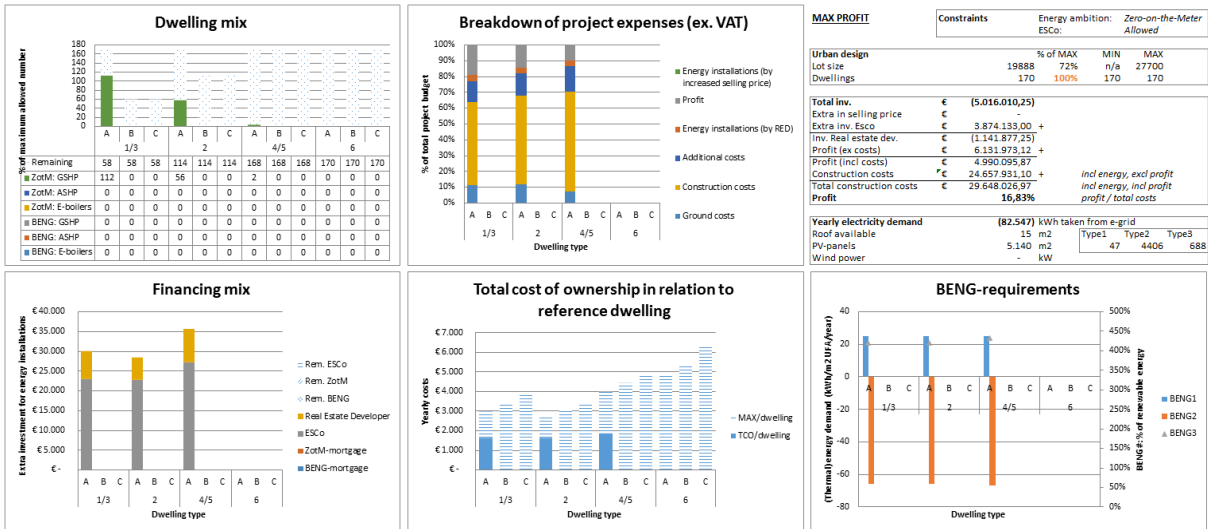 Dwelling mix
% of maximum allowed number
180
160
140
120
100
80
60
40
20
0
A B C A B C A B C A B C
1/3 2 4/5 6
Remaining 58 58 58 114 114 114 168 168 168 170 170 170
ZotM: GSHP 112 0 0 56 0 0 2 0 0 0 0 0
ZotM: ASHP 0 0 0 0 0 0 0 0 0 0 0 0
ZotM: E-boilers 0 0 0 0 0 0 0 0 0 0 0 0
BENG: GSHP 0 0 0 0 0 0 0 0 0 0 0 0
BENG: ASHP 0 0 0 0 0 0 0 0 0 0 0 0
BENG: E-boilers 0 0 0 0 0 0 0 0 0 0 0 0
Breakdown of project expenses (ex. VAT)
% of total project budget
100%
90%
80%
70%
60%
50%
40%
30%
20%
10%
0%
A B C A B C A B C A B C
1/3 2 4/5 6
Dwelling type
Energy installations (by increased selling price)
Profit
Energy installations (by RED)
Additional costs
Construction costs
Ground costs
MAX PROFIT
Constraints Energy ambition: Zero-on-the-Meter
ESCo: Allowed
Urban design % of MAX MIN MAX
Lot size 19888 72% n/a 27700
Dwellings 170 100% 170 170
Total inv. € (5.016.010,25)
Extra in selling price € -
Extra inv. Esco € 3.874.133,00 +
Inv. Real estate dev. € (1.141.877,25)
Profit (ex costs) € 6.131.973,12 +
Profit (incl costs) € 4.990.095,87
Construction costs € 24.657.931,10 + incl energy, excl profit
Total construction costs € 29.648.026,97 incl energy, incl profit
Profit 16,83% profit / total costs
Yearly electricity demand (82.547) kWh taken from e-grid
Roof available 15 m2 Type1 Type2 Type3
PV-panels 5.140 m2 47 4406 688
Wind power - kW
Financing mix
Extra investment for energy installations
€ 40.000
€ 35.000
€ 30.000
€ 25.000
€ 20.000
€ 15.000
€ 10.000
€ 5.000
€ -
A B C A B C A B C A B C
1/3 2 4/5 6
Dwelling type
Rem. ESCo
Rem. ZotM
Rem. BENG
Real Estate Developer
ESCo
ZotM-mortgage
BENG-mortgage
Total cost of ownership in relation to
reference dwelling
Yearly costs
€ 7.000
€ 6.000
€ 5.000
€ 4.000
€ 3.000
€ 2.000
€ 1.000
€ -
A B C A B C A B C A B C
1/3 2 4/5 6
Dwelling type
MAX/dwelling
TCO/dwelling
BENG-requirements
(Thermal) energy demand (kWh/m2UFA/year)
40
20
0
-20
-40
-60
-80
A B C A B C A B C A B C
1/3 2 4/5 6
Dwelling type
500%
450%
400%
350%
300%
250%
200%
150%
100%
50%
0%
BENG#: % of renewable energy
BENG1
BENG2
BENG3